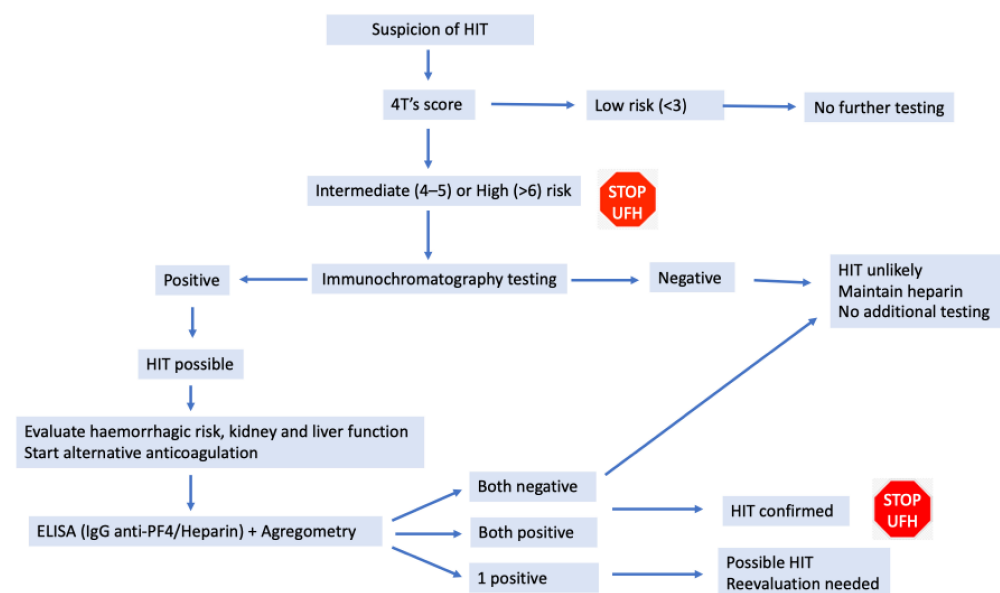 Suspicion of HIT
4T's score
Low risk (<3)
No further testing
Intermediate (4–5) or High (>6) risk
STOP
UFH
Positive
Immunochromatography testing
Negative
HIT unlikely
Maintain heparin
No additional testing
HIT possible
Evaluate haemorrhagic risk, kidney and liver function
Start alternative anticoagulation
ELISA (IgG anti-PF4/Heparin) + Agregometry
Both negative
Both positive
1 positive
HIT confirmed
STOP
UFH
Possible HIT
Reevaluation needed